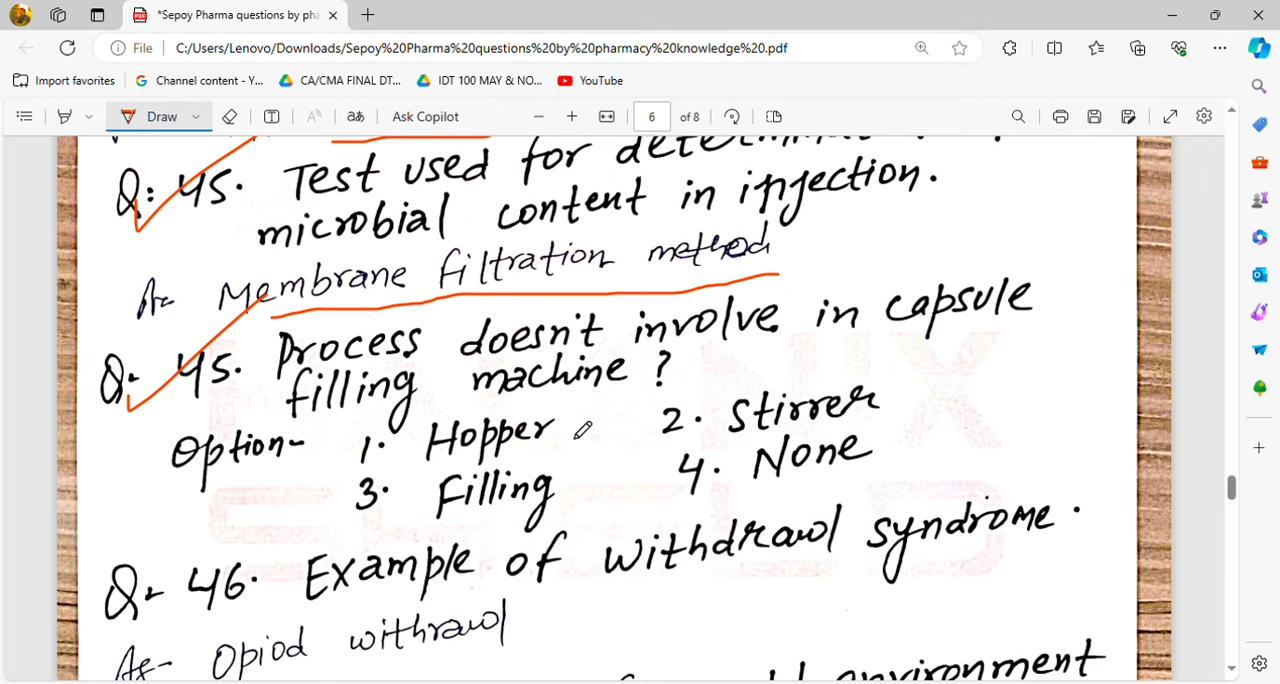 *Sepoy Pharma questions by pha
File
C:/Users/Lenovo/Downloads/Sepoy%20Pharma%20questions%20by%20pharmacy%20knowledge%20.pdf
Import favorites
Channel content - Y...
CA/CMA FINAL DT...
IDT 100 MAY & NO...
YouTube
Draw
Ask Copilot
6 of 8
Q: 45. Test used for
microbial content in injection.
A:- Membrane filtration method
Q:- 45. Process doesn't involve in capsule
filling machine?
Option- 1. Hopper 2. Stirrer
3. Filling 4. None
Q:- 46. Example of withdrawl syndrome.
As- Opiod withrawl
environment